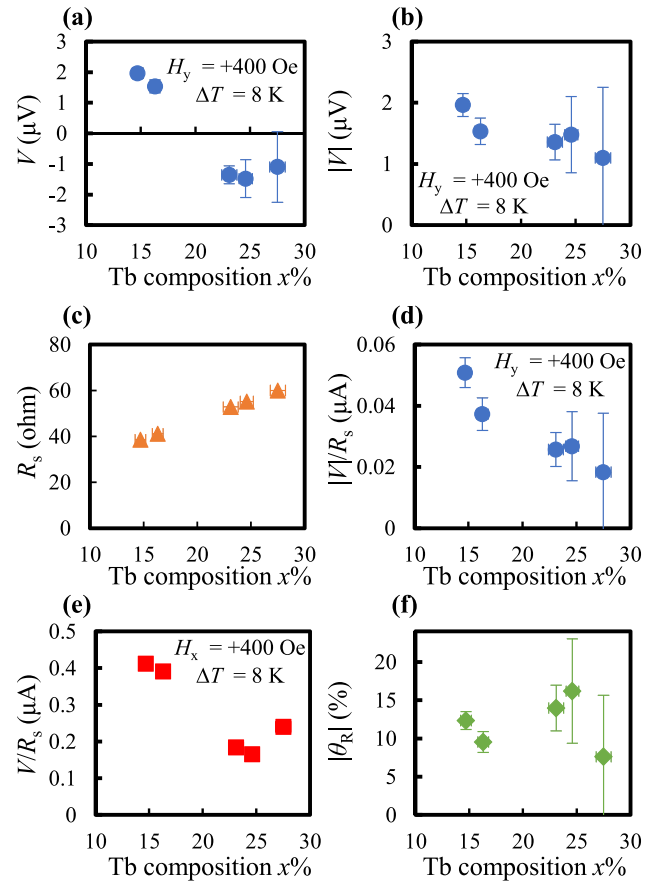 (a)
3
2
1
0
-1
-2
-3
V (μV)
H_y = +400 Oe
ΔT = 8 K
10 15 20 25 30
Tb composition x%
(b)
3
2
1
0
|V| (μV)
H_y = +400 Oe
ΔT = 8 K
10 15 20 25 30
Tb composition x%
(c)
80
60
40
20
0
R_s (ohm)
10 15 20 25 30
Tb composition x%
(d)
0.06
0.04
0.02
0
|V|/R_s (μA)
H_y = +400 Oe
ΔT = 8 K
10 15 20 25 30
Tb composition x%
(e)
0.5
0.4
0.3
0.2
0.1
0
V/R_s (μA)
H_x = +400 Oe
ΔT = 8 K
10 15 20 25 30
Tb composition x%
(f)
20
15
10
5
0
|θ_R| (%)
10 15 20 25 30
Tb composition x%